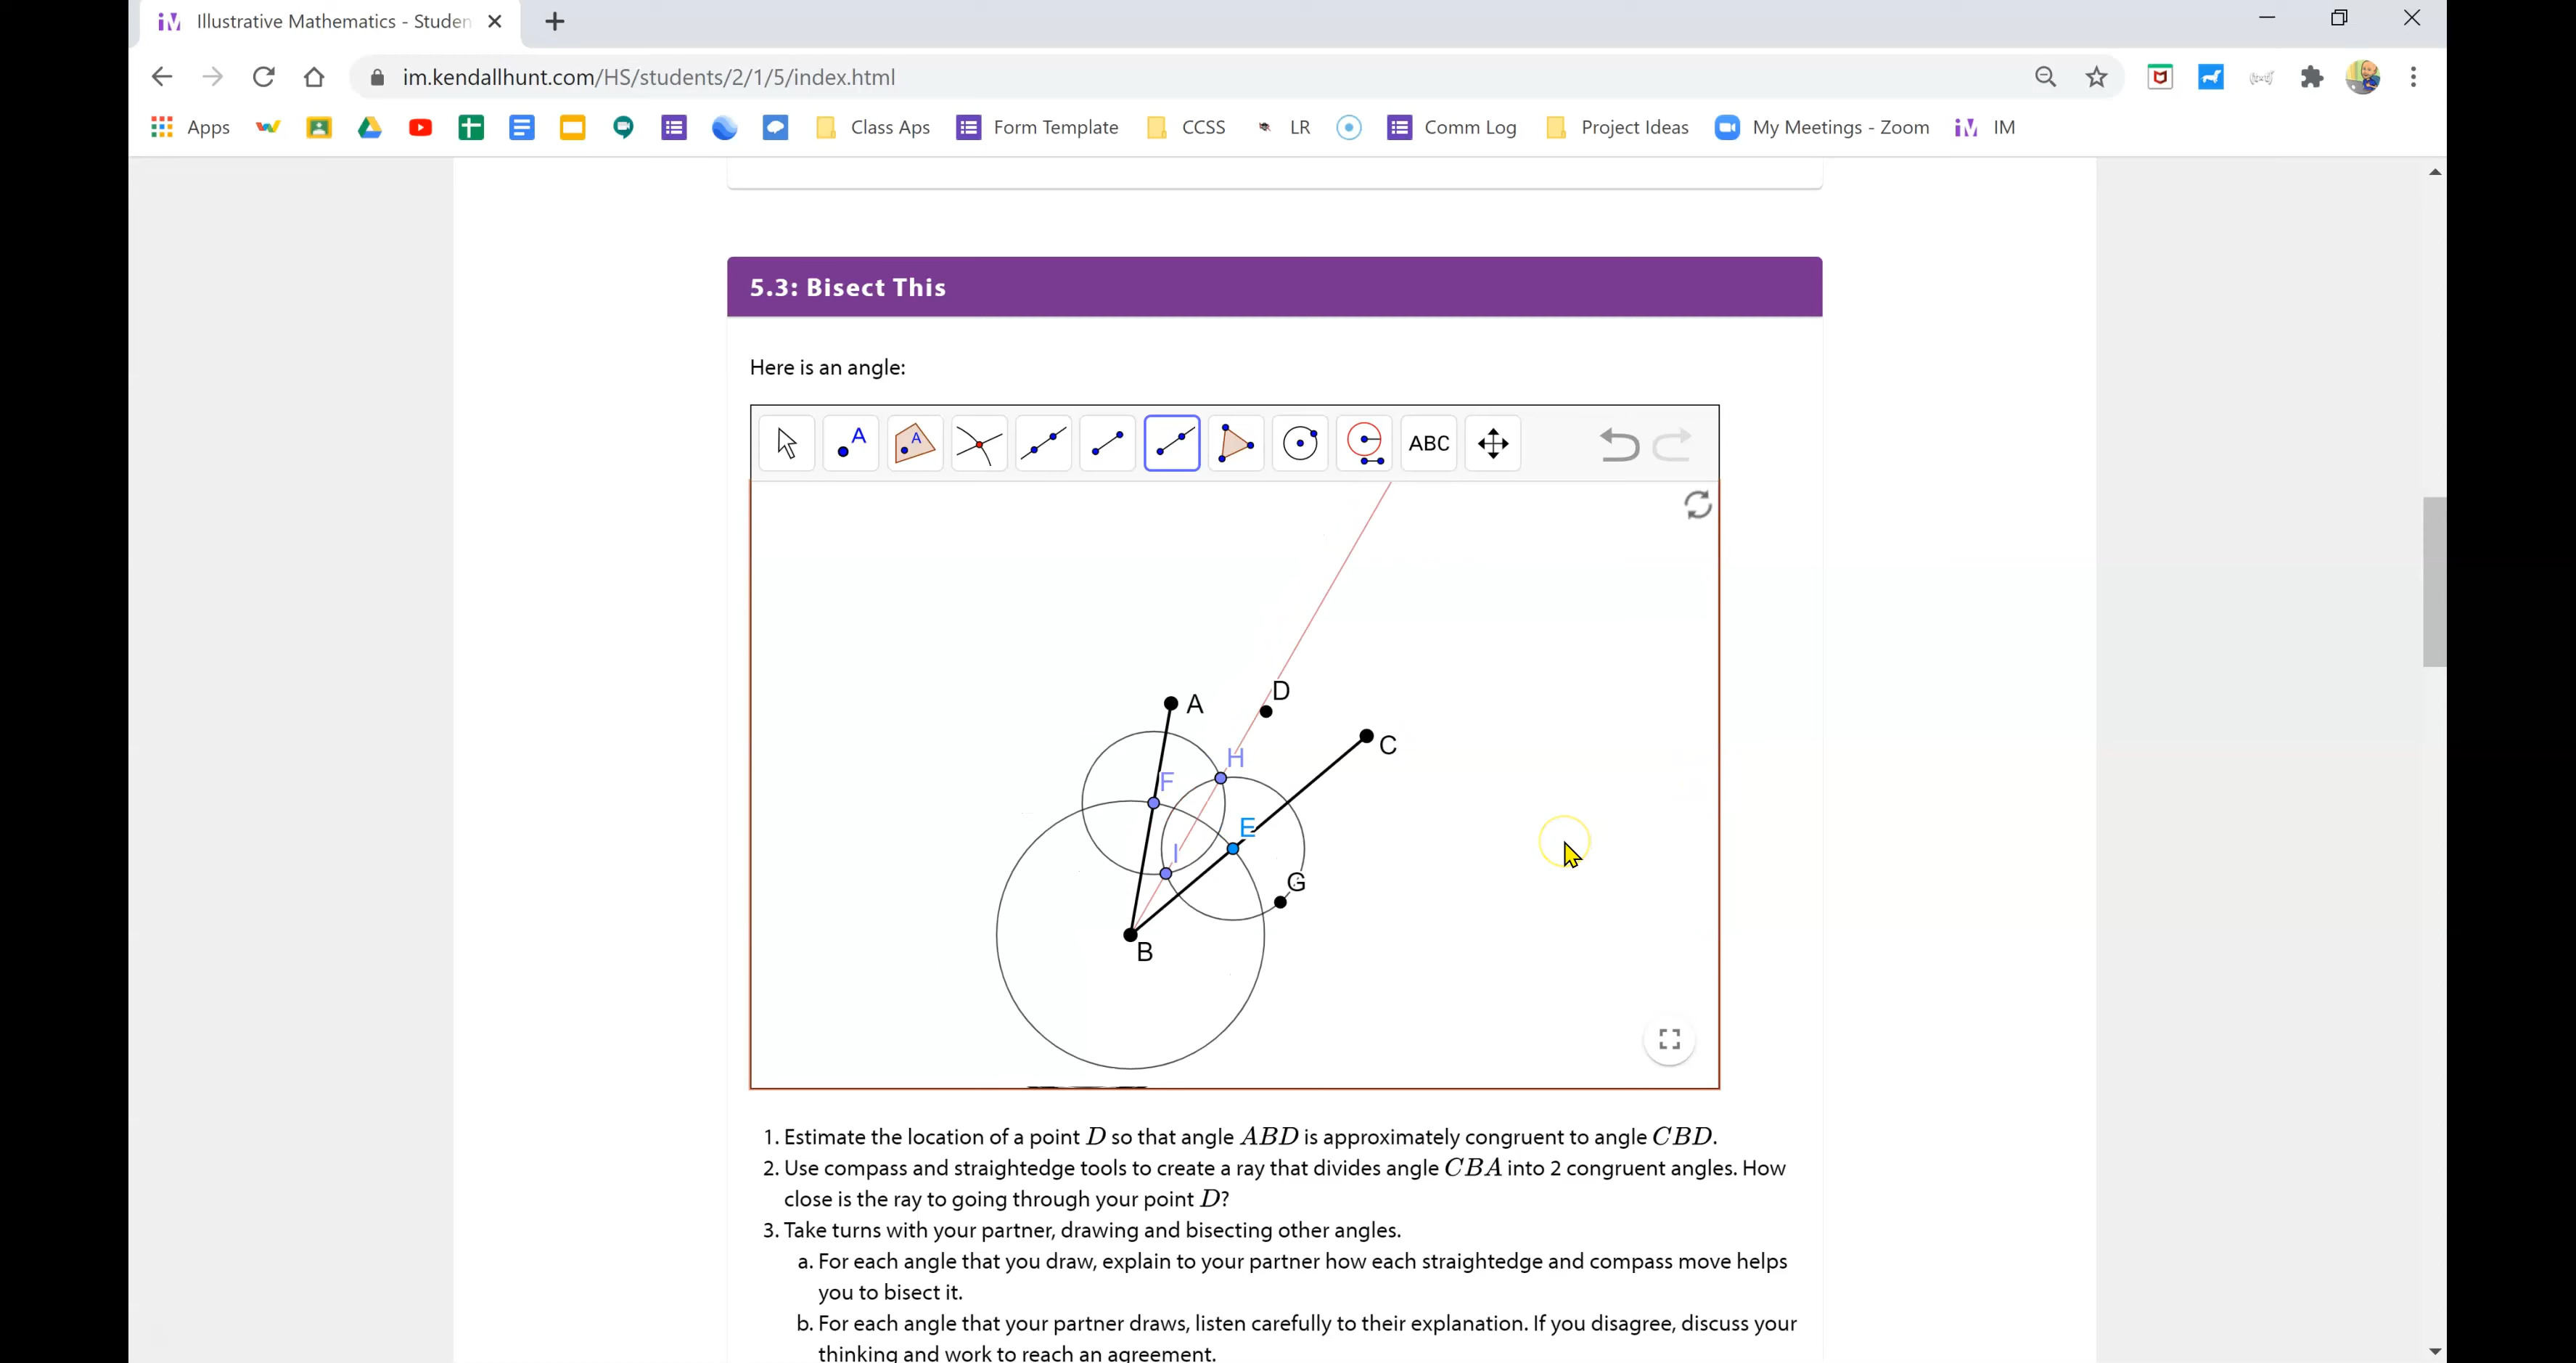 Illustrative Mathematics - Studen
im.kendallhunt.com/HS/students/2/1/5/index.html
Apps Class Aps Form Template CCSS LR Comm Log Project Ideas My Meetings - Zoom IM
5.3: Bisect This
Here is an angle:
A A ABC
D
A
C
H
F
E
I
G
B
1. Estimate the location of a point D so that angle ABD is approximately congruent to angle CBD.
2. Use compass and straightedge tools to create a ray that divides angle CBA into 2 congruent angles. How
close is the ray to going through your point D?
3. Take turns with your partner, drawing and bisecting other angles.
a. For each angle that you draw, explain to your partner how each straightedge and compass move helps
you to bisect it.
b. For each angle that your partner draws, listen carefully to their explanation. If you disagree, discuss your
thinking and work to reach an agreement.